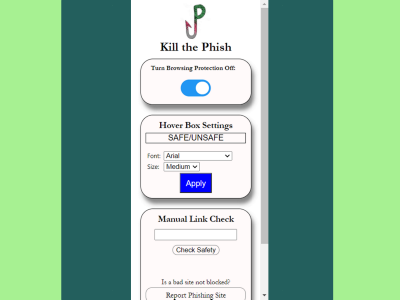 Kill the Phish
Turn Browsing Protection Off:
Hover Box Settings
SAFE/UNSAFE
Font: Arial
Size: Medium
Apply
Manual Link Check
Check Safety
Is a bad site not blocked?
Report Phishing Site